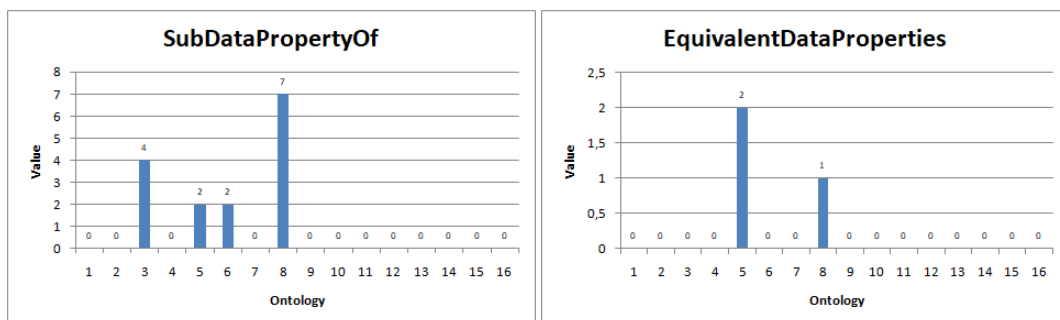 SubDataPropertyOf
8
7
6
5
4
3
2
1
0
Value
0 0 4 0 2 2 0 7 0 0 0 0 0 0 0 0
1 2 3 4 5 6 7 8 9 10 11 12 13 14 15 16
Ontology
EquivalentDataProperties
2,5
2
1,5
1
0,5
0
Value
0 0 0 0 2 0 0 1 0 0 0 0 0 0 0 0
1 2 3 4 5 6 7 8 9 10 11 12 13 14 15 16
Ontology